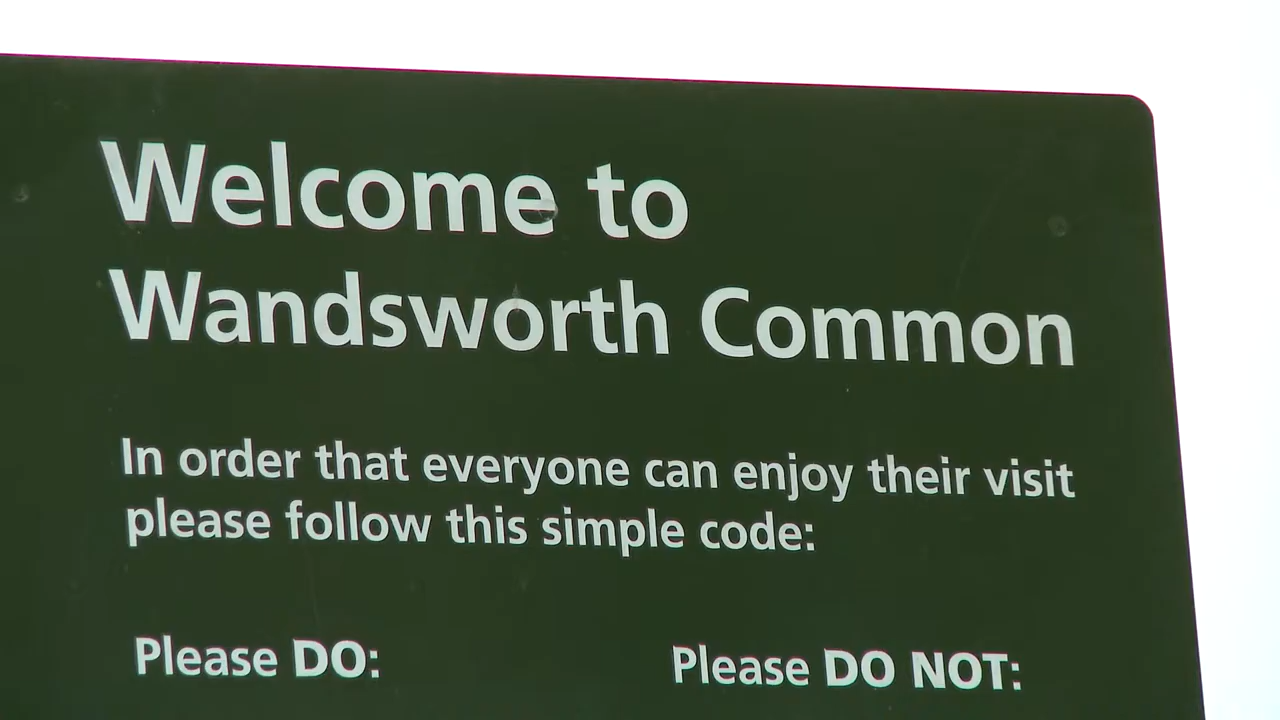 Welcome to
Wandsworth Common
In order that everyone can enjoy their visit
please follow this simple code:
Please DO:
Please DO NOT: